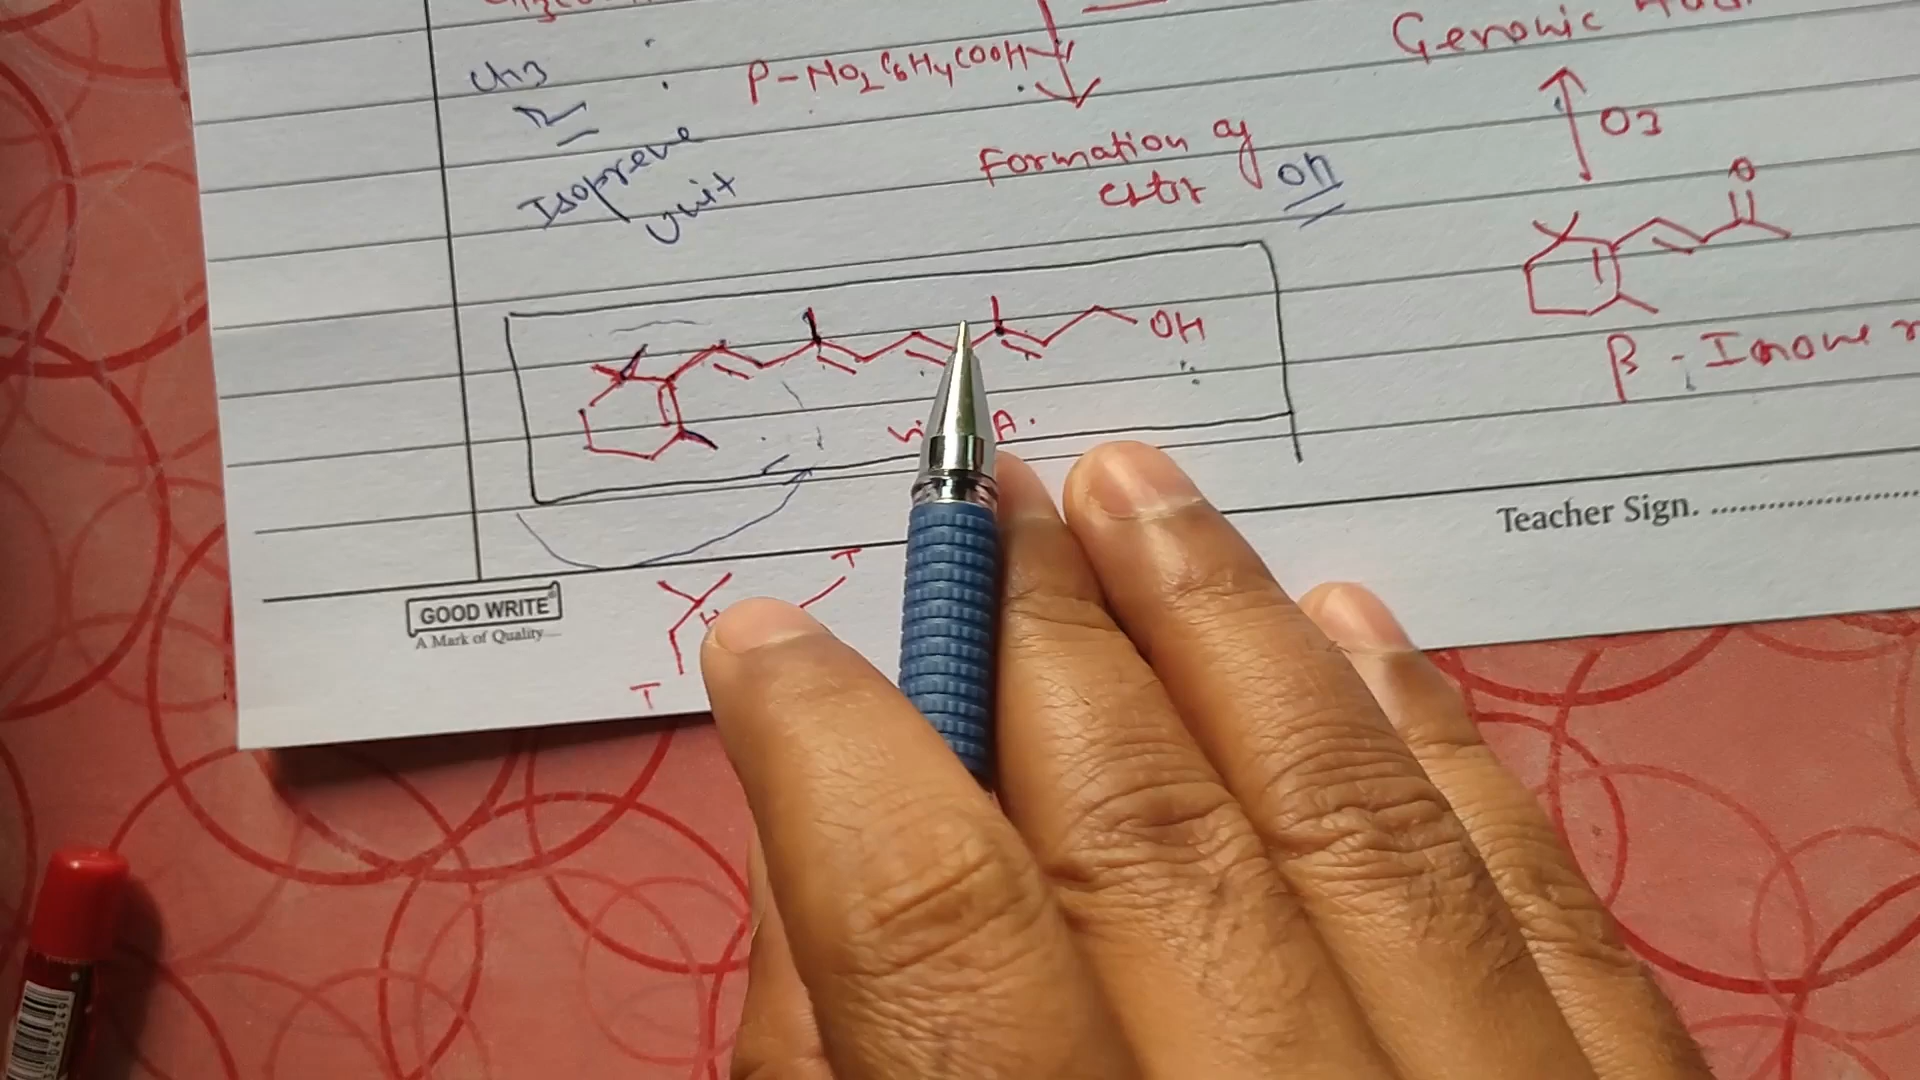 CH3
P-NO2C6H4COOH
Geronic
Isoprene
unit
Formation of
ester
OH
O3
O
OH
A.
β-Ionone
Teacher Sign. ....................
GOOD WRITE
A Mark of Quality
T
H
T